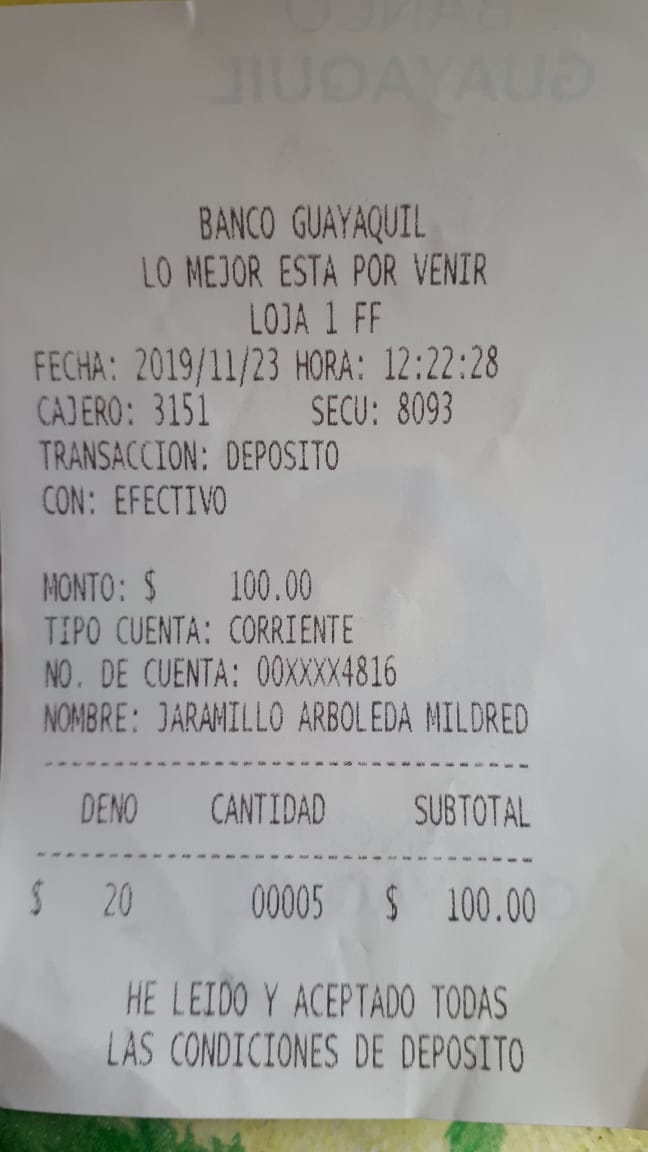 BANCO
GUAYAQUIL
BANCO GUAYAQUIL
LO MEJOR ESTA POR VENIR
LOJA 1 FF
FECHA: 2019/11/23 HORA: 12:22:28
CAJERO: 3151 SECU: 8093
TRANSACCION: DEPOSITO
CON: EFECTIVO
MONTO: $ 100.00
TIPO CUENTA: CORRIENTE
NO. DE CUENTA: 00XXXX4816
NOMBRE: JARAMILLO ARBOLEDA MILDRED
DENO CANTIDAD SUBTOTAL
$ 20 00005 $ 100.00
HE LEIDO Y ACEPTADO TODAS
LAS CONDICIONES DE DEPOSITO